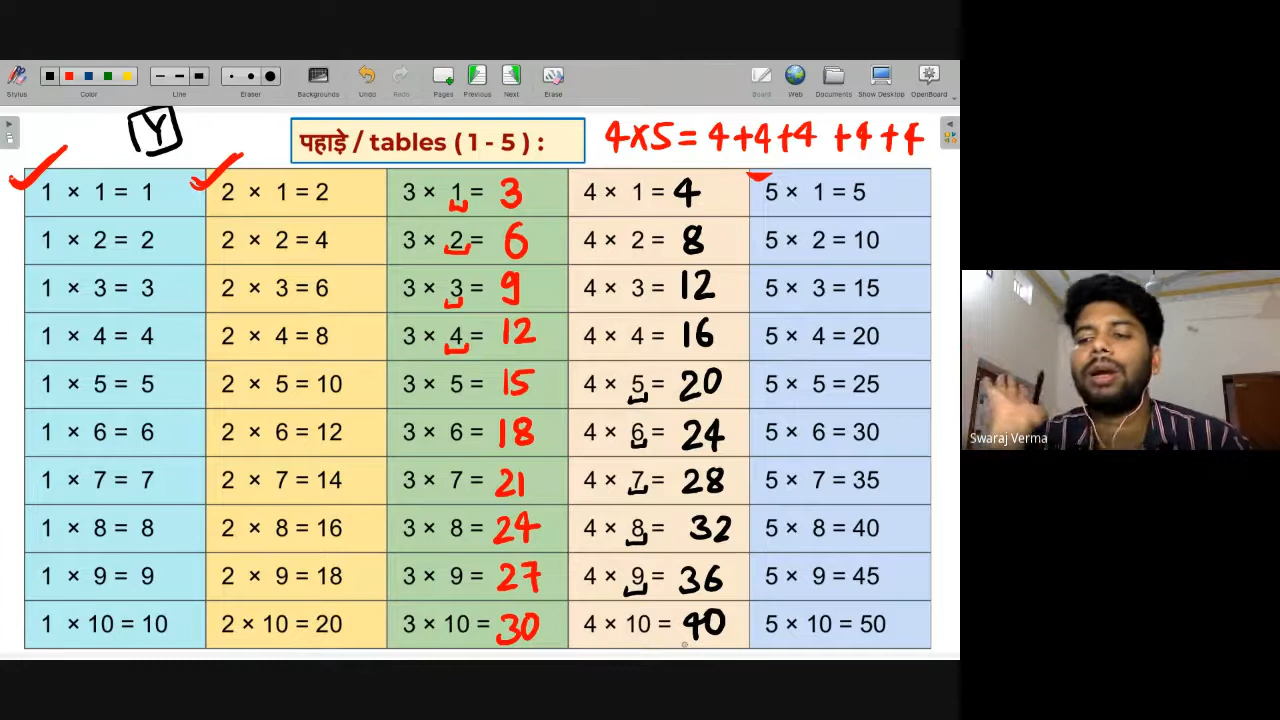 Stylus Color Line Eraser Backgrounds Undo Redo Pages Previous Next Erase Board Web Documents Show Desktop OpenBoard
Y
पहाड़े / tables ( 1 - 5 ) :
4×5= 4+4+4 +4+4
1 × 1 = 1 2 × 1 = 2 3 × 1 = 3 4 × 1 = 4 5 × 1 = 5
1 × 2 = 2 2 × 2 = 4 3 × 2 = 6 4 × 2 = 8 5 × 2 = 10
1 × 3 = 3 2 × 3 = 6 3 × 3 = 9 4 × 3 = 12 5 × 3 = 15
1 × 4 = 4 2 × 4 = 8 3 × 4 = 12 4 × 4 = 16 5 × 4 = 20
1 × 5 = 5 2 × 5 = 10 3 × 5 = 15 4 × 5 = 20 5 × 5 = 25
1 × 6 = 6 2 × 6 = 12 3 × 6 = 18 4 × 6 = 24 5 × 6 = 30
1 × 7 = 7 2 × 7 = 14 3 × 7 = 21 4 × 7 = 28 5 × 7 = 35
1 × 8 = 8 2 × 8 = 16 3 × 8 = 24 4 × 8 = 32 5 × 8 = 40
1 × 9 = 9 2 × 9 = 18 3 × 9 = 27 4 × 9 = 36 5 × 9 = 45
1 × 10 = 10 2 × 10 = 20 3 × 10 = 30 4 × 10 = 40 5 × 10 = 50
Swaraj Verma